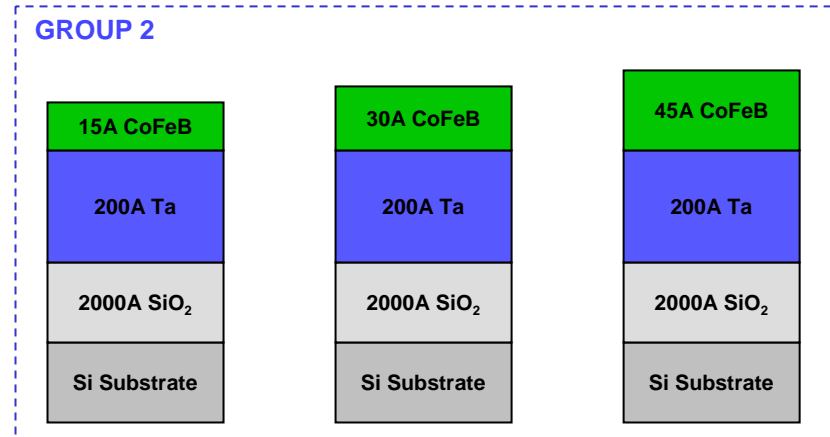 GROUP 2
15A CoFeB
30A CoFeB
45A CoFeB
200A Ta
200A Ta
200A Ta
2000A SiO₂
2000A SiO₂
2000A SiO₂
Si Substrate
Si Substrate
Si Substrate